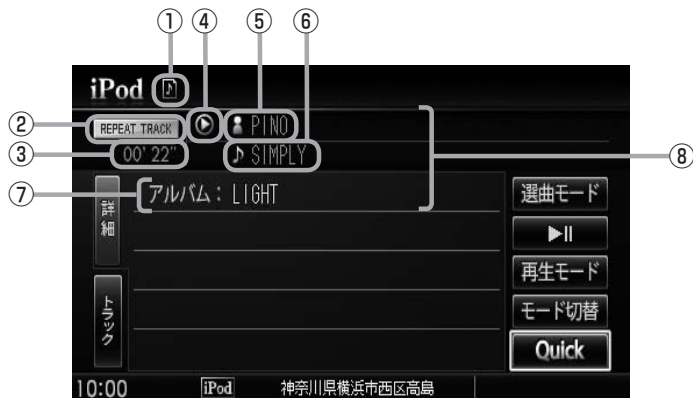 ① ④ ⑤ ⑥
iPod
② REPEAT TRACK PINO
③ 00'22" SIMPLY ⑧
⑦ アルバム：LIGHT
詳細
トラック
選曲モード
►II
再生モード
モード切替
Quick
10:00 iPod 神奈川県横浜市西区高島